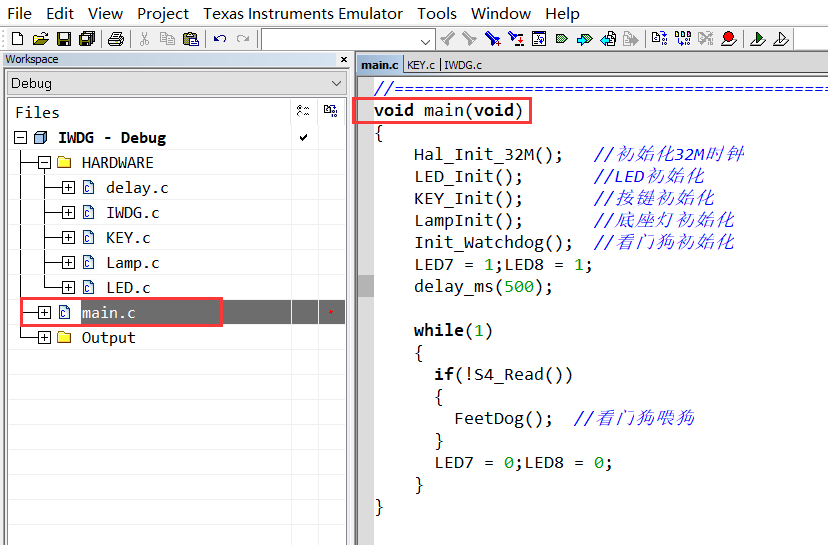 File Edit View Project Texas Instruments Emulator Tools Window Help
Workspace
Debug
Files
IWDG - Debug
HARDWARE
delay.c
IWDG.c
KEY.c
Lamp.c
LED.c
main.c
Output
main.c KEY.c IWDG.c
//==============================================
void main(void)
{
Hal_Init_32M(); //初始化32M时钟
LED_Init(); //LED初始化
KEY_Init(); //按键初始化
LampInit(); //底座灯初始化
Init_Watchdog(); //看门狗初始化
LED7 = 1;LED8 = 1;
delay_ms(500);
while(1)
{
if(!S4_Read())
{
FeetDog(); //看门狗喂狗
}
LED7 = 0;LED8 = 0;
}
}